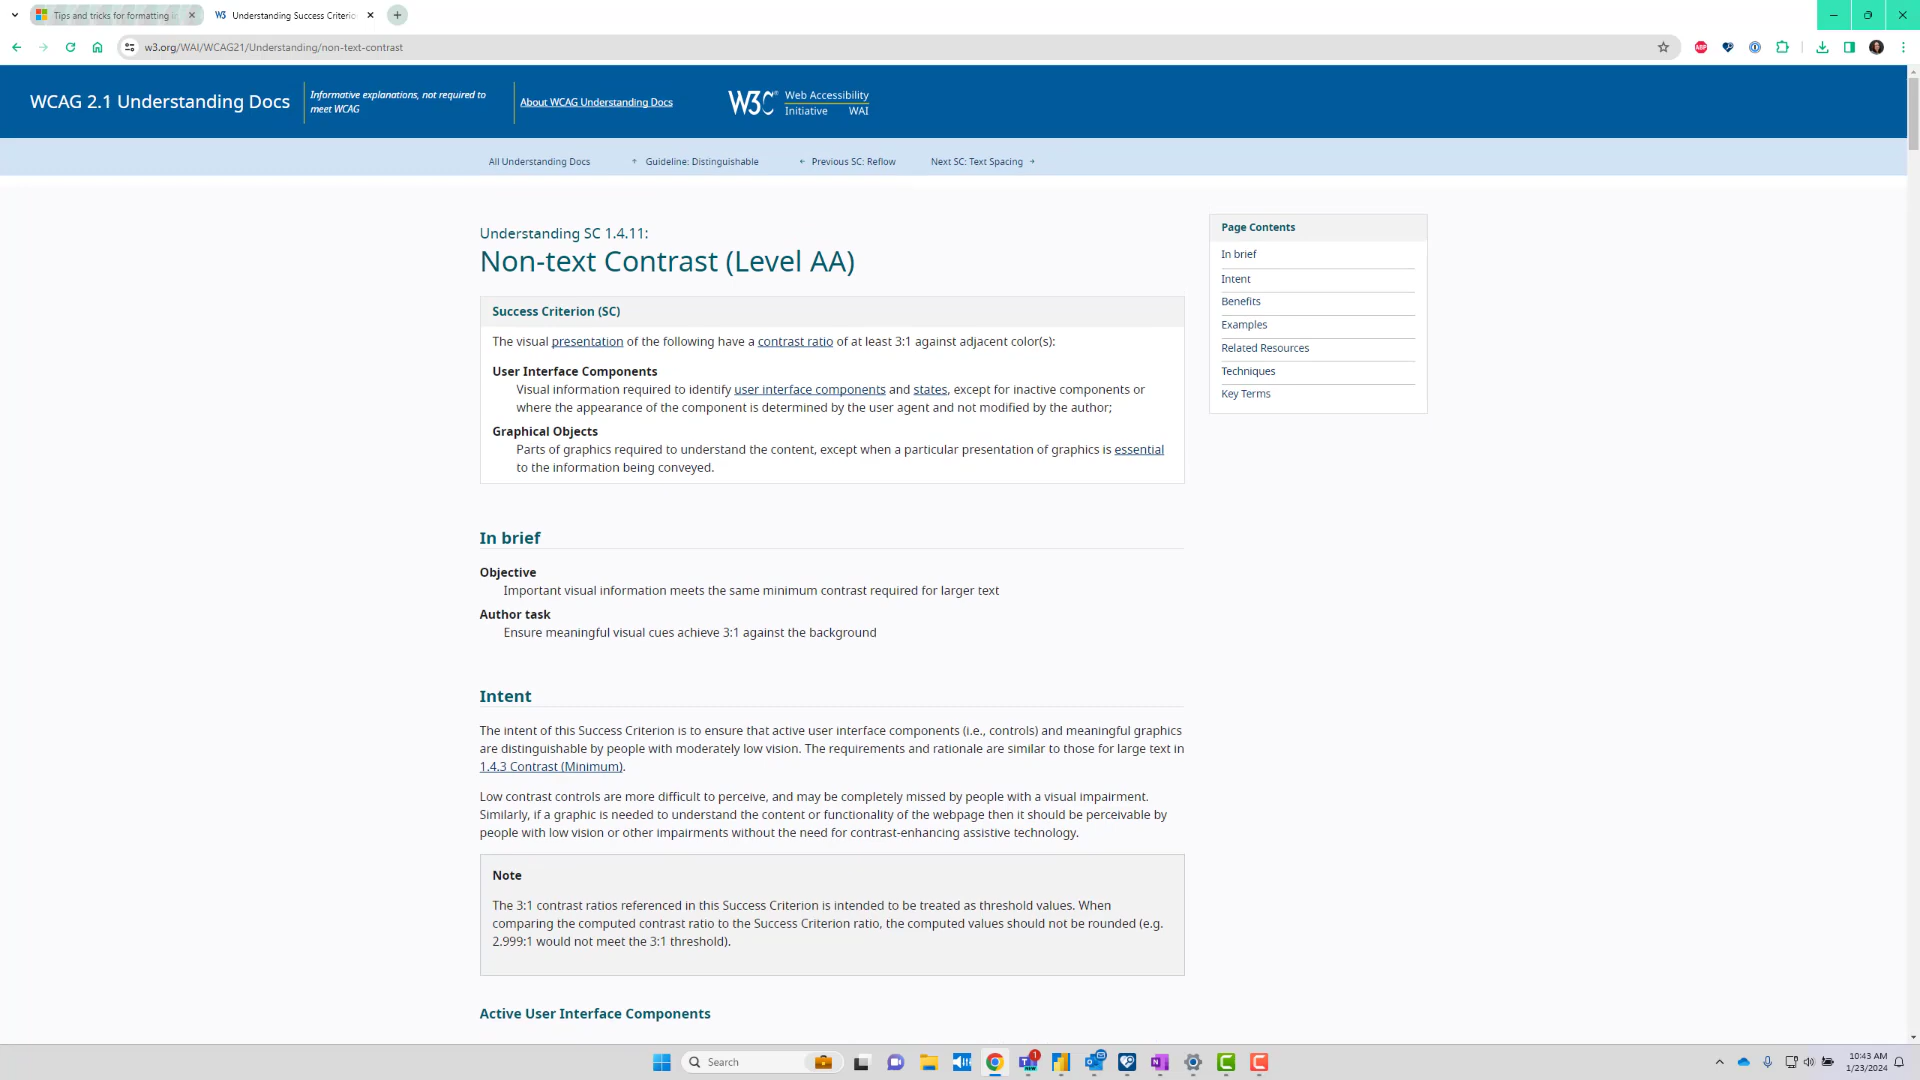 Tips and tricks for formatting i
Understanding Success Criterio
w3.org/WAI/WCAG21/Understanding/non-text-contrast
ABP
WCAG 2.1 Understanding Docs
Informative explanations, not required to
meet WCAG
About WCAG Understanding Docs
W3C®
Web Accessibility
Initiative WAI
All Understanding Docs
↑ Guideline: Distinguishable
← Previous SC: Reflow
Next SC: Text Spacing →
Understanding SC 1.4.11:
Non-text Contrast (Level AA)
Success Criterion (SC)
The visual presentation of the following have a contrast ratio of at least 3:1 against adjacent color(s):
User Interface Components
Visual information required to identify user interface components and states, except for inactive components or
where the appearance of the component is determined by the user agent and not modified by the author;
Graphical Objects
Parts of graphics required to understand the content, except when a particular presentation of graphics is essential
to the information being conveyed.
Page Contents
In brief
Intent
Benefits
Examples
Related Resources
Techniques
Key Terms
In brief
Objective
Important visual information meets the same minimum contrast required for larger text
Author task
Ensure meaningful visual cues achieve 3:1 against the background
Intent
The intent of this Success Criterion is to ensure that active user interface components (i.e., controls) and meaningful graphics
are distinguishable by people with moderately low vision. The requirements and rationale are similar to those for large text in
1.4.3 Contrast (Minimum).
Low contrast controls are more difficult to perceive, and may be completely missed by people with a visual impairment.
Similarly, if a graphic is needed to understand the content or functionality of the webpage then it should be perceivable by
people with low vision or other impairments without the need for contrast-enhancing assistive technology.
Note
The 3:1 contrast ratios referenced in this Success Criterion is intended to be treated as threshold values. When
comparing the computed contrast ratio to the Success Criterion ratio, the computed values should not be rounded (e.g.
2.999:1 would not meet the 3:1 threshold).
Active User Interface Components
Search
10:43 AM
1/23/2024